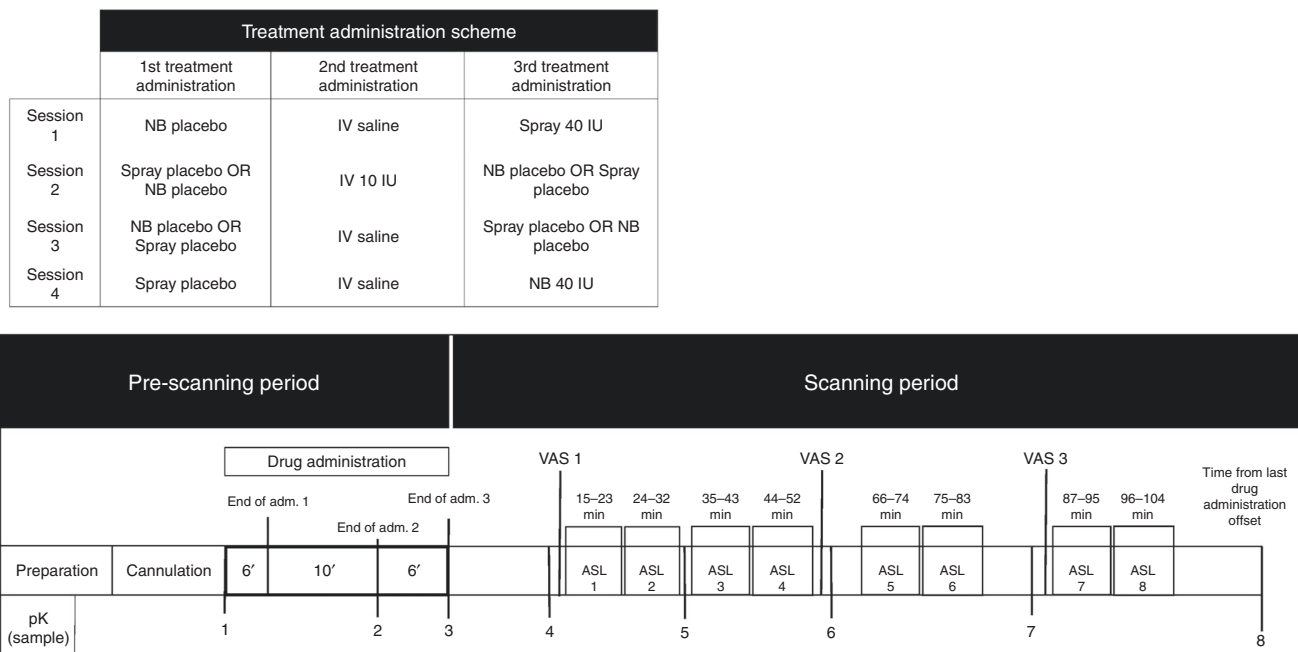 Treatment administration scheme
1st treatment
administration
2nd treatment
administration
3rd treatment
administration
Session
1
NB placebo
IV saline
Spray 40 IU
Session
2
Spray placebo OR
NB placebo
IV 10 IU
NB placebo OR Spray
placebo
Session
3
NB placebo OR
Spray placebo
IV saline
Spray placebo OR NB
placebo
Session
4
Spray placebo
IV saline
NB 40 IU
Pre-scanning period
Scanning period
Drug administration
End of adm. 1
End of adm. 2
End of adm. 3
VAS 1
VAS 2
VAS 3
Time from last
drug
administration
offset
15–23
min
24–32
min
35–43
min
44–52
min
66–74
min
75–83
min
87–95
min
96–104
min
Preparation
Cannulation
6′
10′
6′
ASL
1
ASL
2
ASL
3
ASL
4
ASL
5
ASL
6
ASL
7
ASL
8
pK
(sample)
1
2
3
4
5
6
7
8